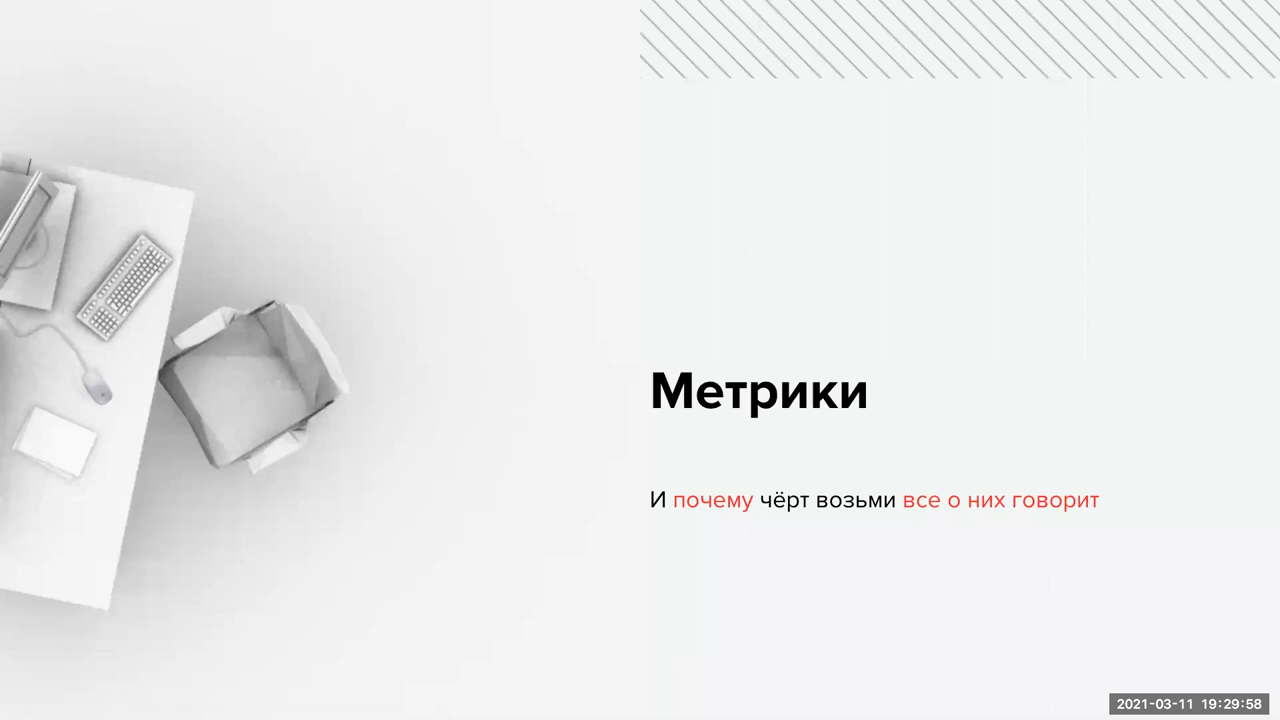 Метрики
И почему чёрт возьми все о них говорит
2021-03-11 19:29:58